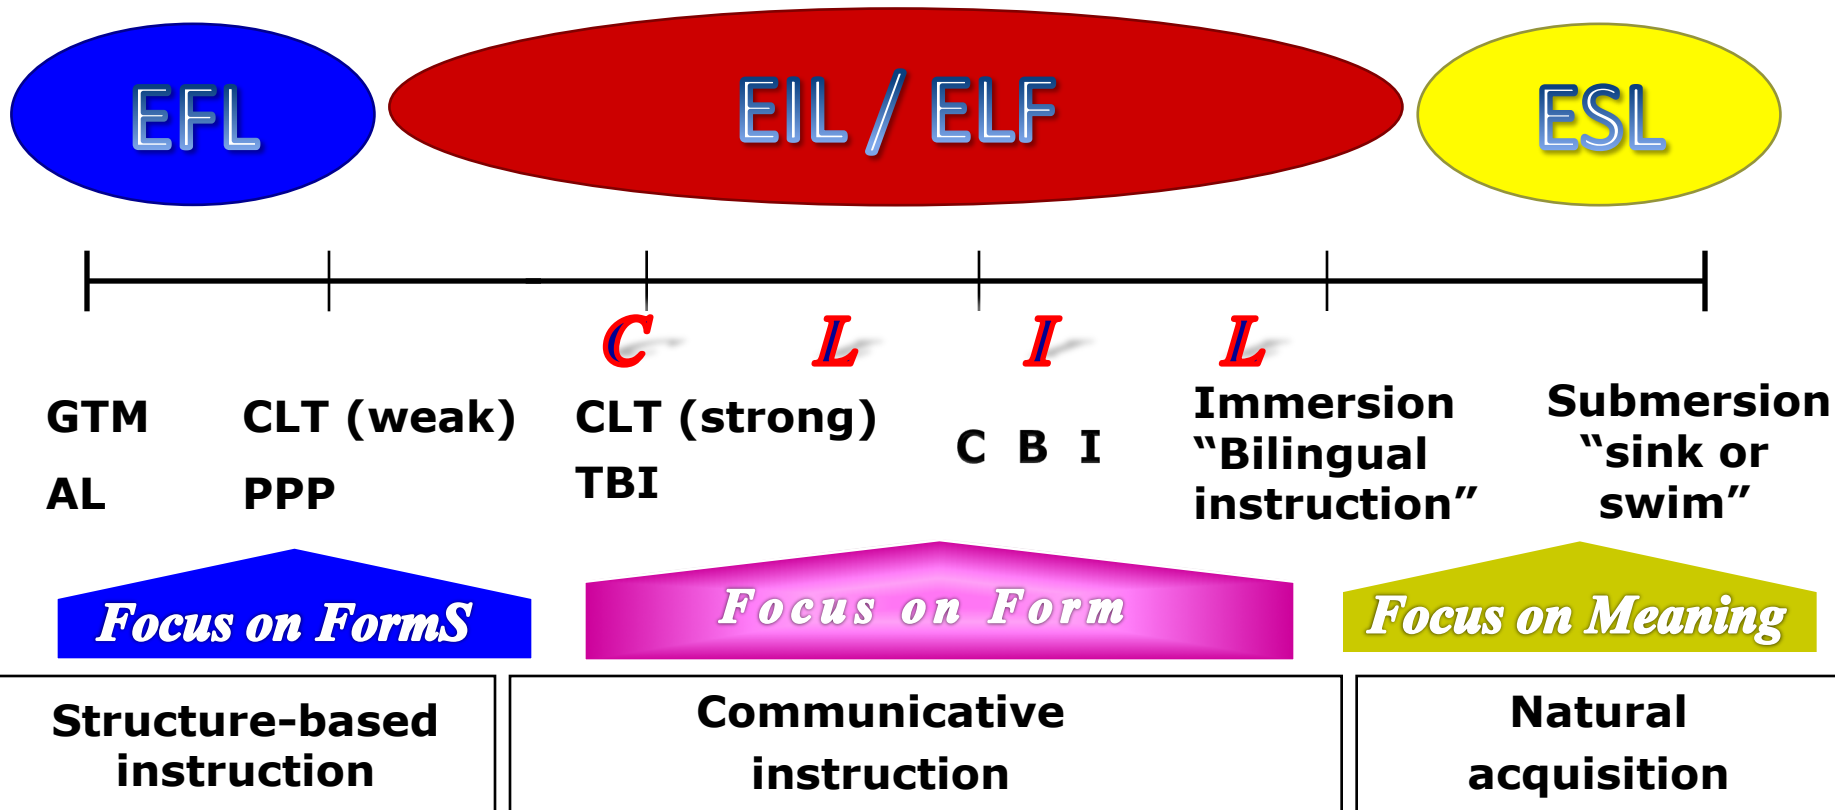 EFL
EIL / ELF
ESL
C L I L
GTM
AL
CLT (weak)
PPP
CLT (strong)
TBI
C B I
Immersion
“Bilingual
instruction”
Submersion
“sink or
swim”
Focus on FormS
Focus on Form
Focus on Meaning
Structure-based
instruction
Communicative
instruction
Natural
acquisition